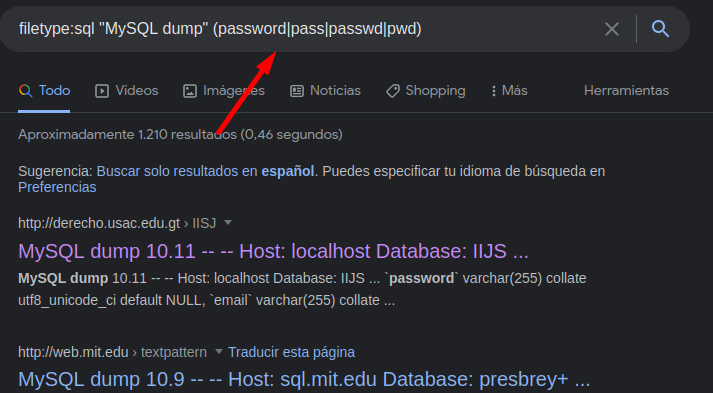 filetype:sql "MySQL dump" (password|pass|passwd|pwd)
Todo Vídeos Imágenes Noticias Shopping Más Herramientas
Aproximadamente 1.210 resultados (0,46 segundos)
Sugerencia: Buscar solo resultados en español. Puedes especificar tu idioma de búsqueda en
Preferencias
http://derecho.usac.edu.gt › IISJ
MySQL dump 10.11 -- -- Host: localhost Database: IIJS ...
MySQL dump 10.11 -- -- Host: localhost Database: IIJS ... `password` varchar(255) collate
utf8_unicode_ci default NULL, `email` varchar(255) collate ...
http://web.mit.edu › textpattern Traducir esta página
MySQL dump 10.9 -- -- Host: sql.mit.edu Database: presbrey+ ...